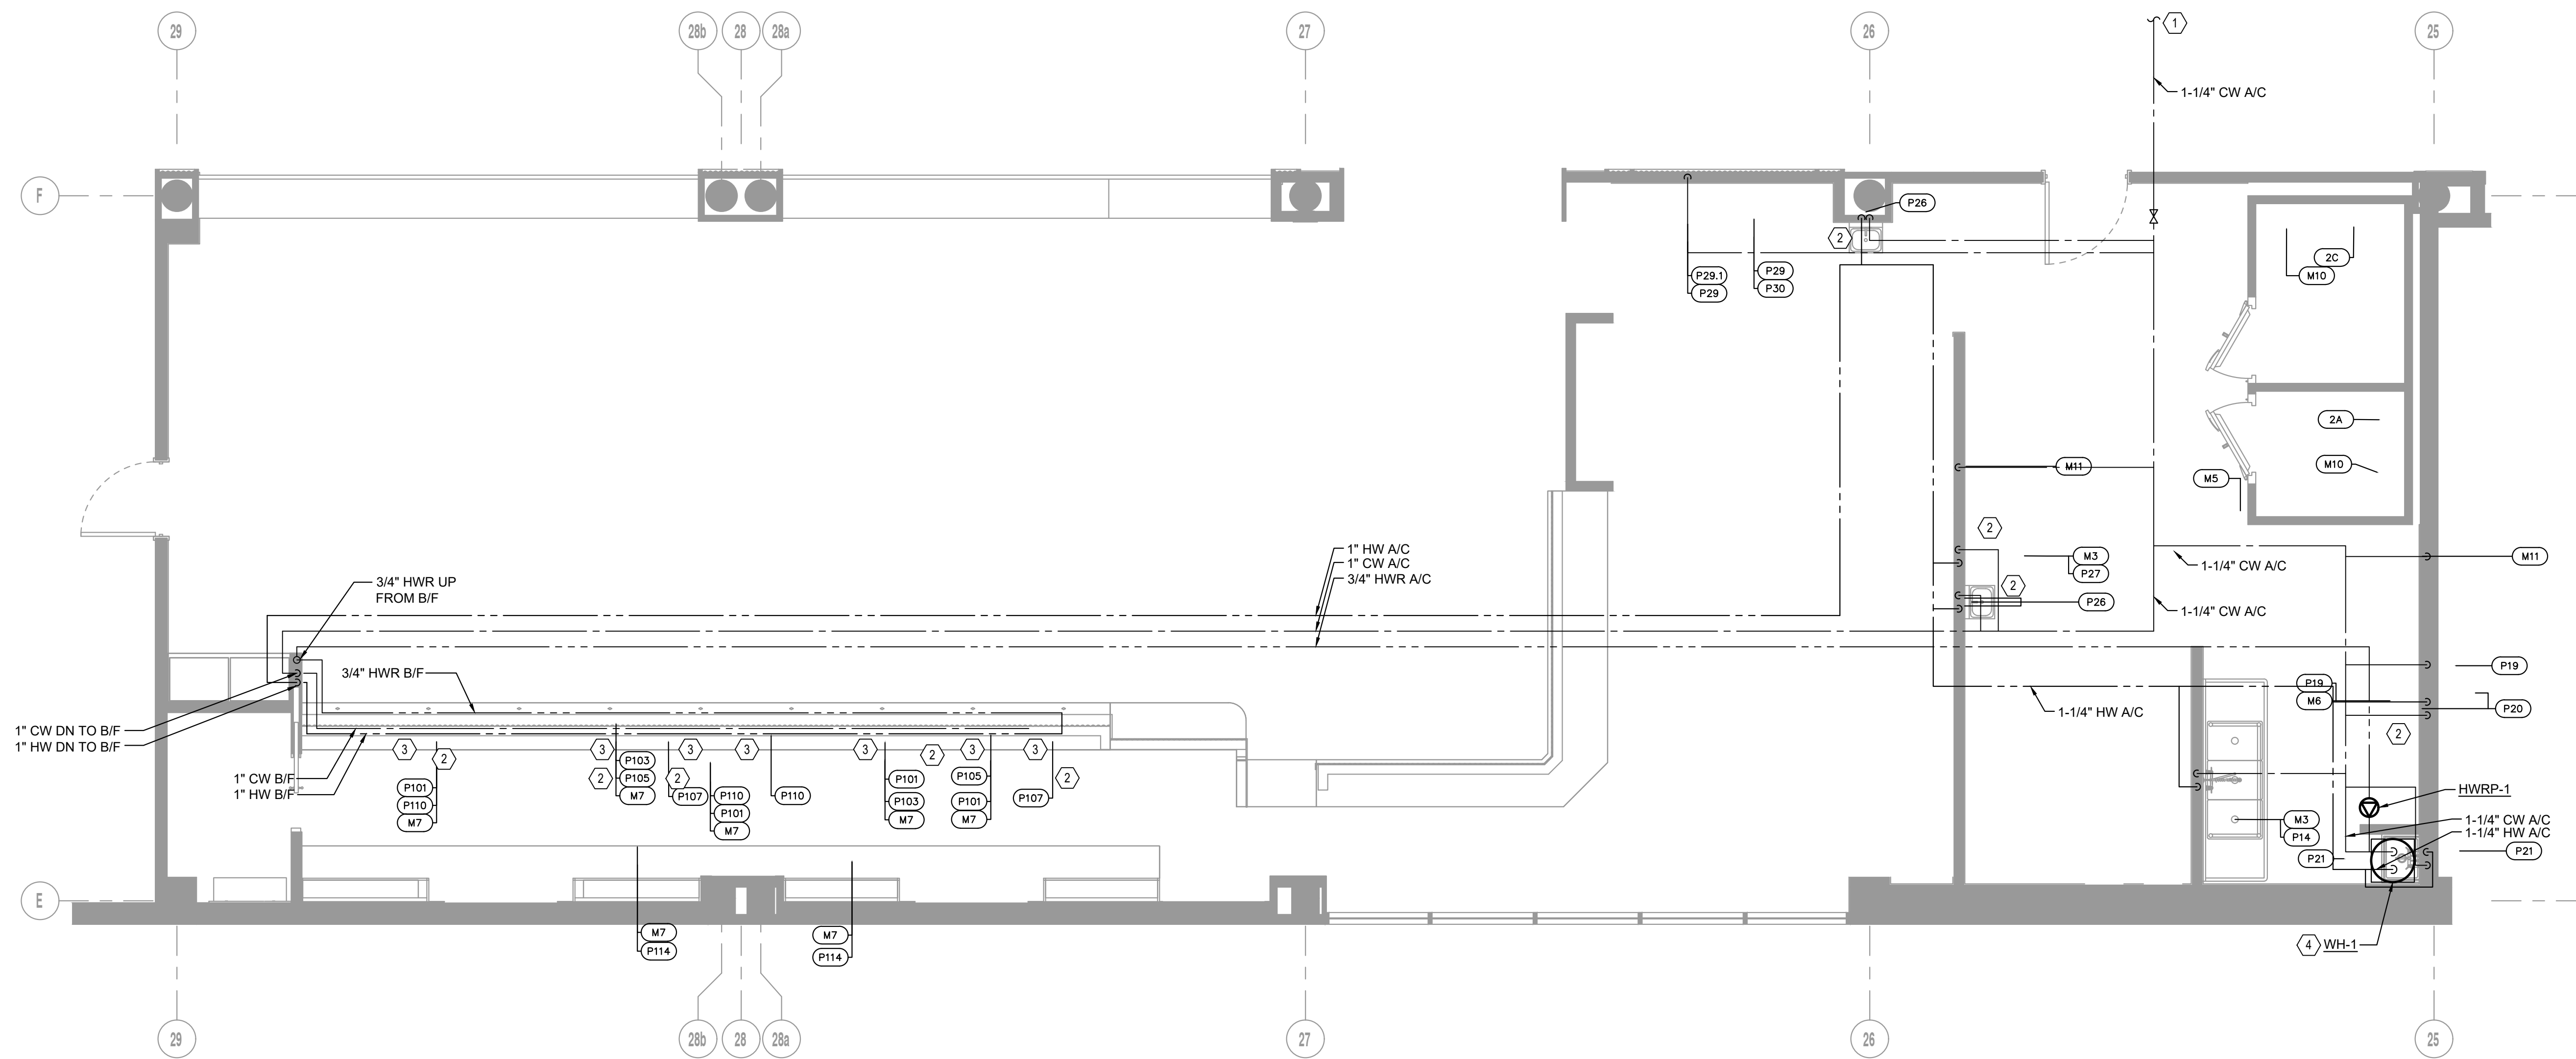 29
28b
28
28a
27
26
1
25
1-1/4" CW A/C
F
P26
2
P29.1
P29
P29
P30
2C
M10
2A
M10
M5
M11
2
M3
P27
2
P26
M11
1-1/4" CW A/C
1-1/4" CW A/C
1" HW A/C
1" CW A/C
3/4" HWR A/C
3/4" HWR UP
FROM B/F
3/4" HWR B/F
P19
P19
M6
P20
2
1-1/4" HW A/C
1" CW DN TO B/F
1" HW DN TO B/F
1" CW B/F
1" HW B/F
3
2
P101
P110
M7
3
2
P103
P105
M7
3
2
P107
P110
P101
M7
3
P110
3
2
P101
P103
M7
3
P105
P101
M7
3
2
P107
HWRP-1
1-1/4" CW A/C
1-1/4" HW A/C
M3
P14
P21
P21
E
M7
P114
M7
P114
4 WH-1
29
28b
28
28a
27
26
25